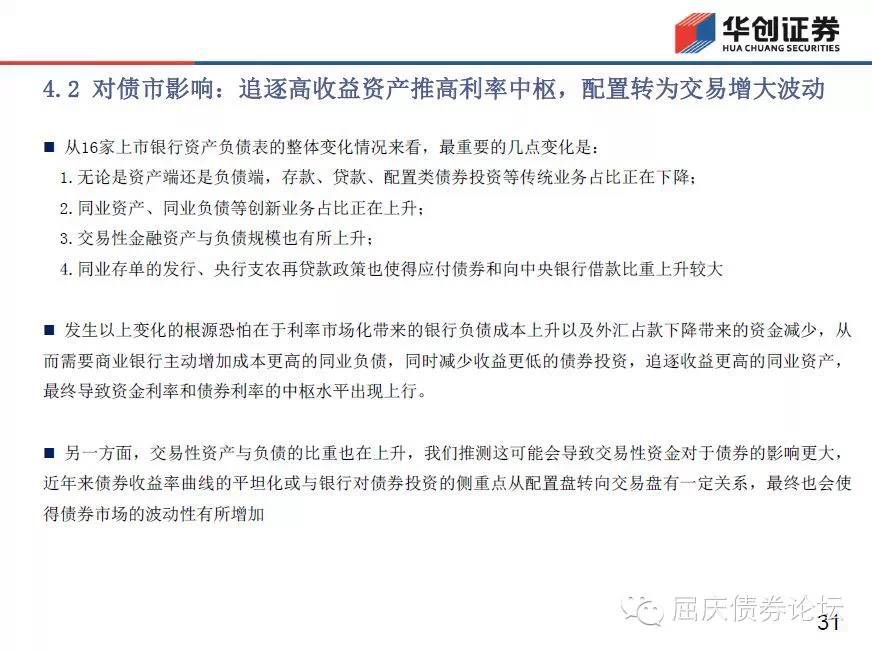 华创证券
HUA CHUANG SECURITIES
4.2 对债市影响：追逐高收益资产推高利率中枢，配置转为交易增大波动
■ 从16家上市银行资产负债表的整体变化情况来看，最重要的几点变化是：
1.无论是资产端还是负债端，存款、贷款、配置类债券投资等传统业务占比正在下降；
2.同业资产、同业负债等创新业务占比正在上升；
3.交易性金融资产与负债规模也有所上升；
4.同业存单的发行、央行支农再贷款政策也使得应付债券和向中央银行借款比重上升较大
■ 发生以上变化的根源恐怕在于利率市场化带来的银行负债成本上升以及外汇占款下降带来的资金减少，从
而需要商业银行主动增加成本更高的同业负债，同时减少收益更低的债券投资，追逐收益更高的同业资产，
最终导致资金利率和债券利率的中枢水平出现上行。
■ 另一方面，交易性资产与负债的比重也在上升，我们推测这可能会导致交易性资金对于债券的影响更大，
近年来债券收益率曲线的平坦化或与银行对债券投资的侧重点从配置盘转向交易盘有一定关系，最终也会使
得债券市场的波动性有所增加
屈庆债券论坛
31